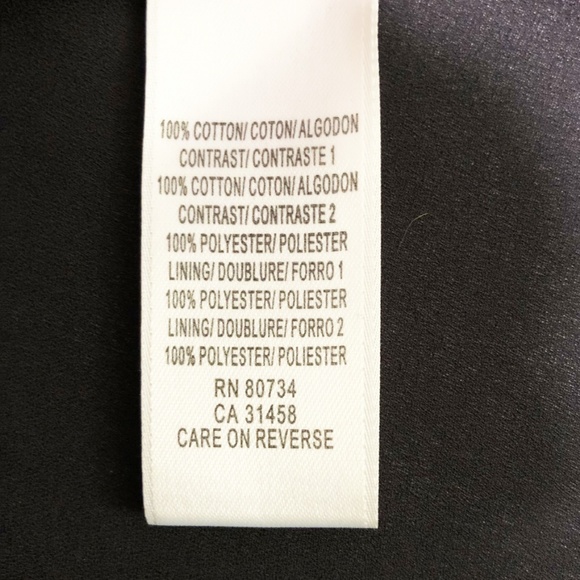 100% COTTON/ COTON/ ALGODON
CONTRAST/ CONTRASTE 1
100% COTTON/ COTON/ ALGODON
CONTRAST/ CONTRASTE 2
100% POLYESTER/ POLIESTER
LINING/ DOUBLURE/ FORRO 1
100% POLYESTER/ POLIESTER
LINING/ DOUBLURE/ FORRO 2
100% POLYESTER/ POLIESTER
RN 80734
CA 31458
CARE ON REVERSE